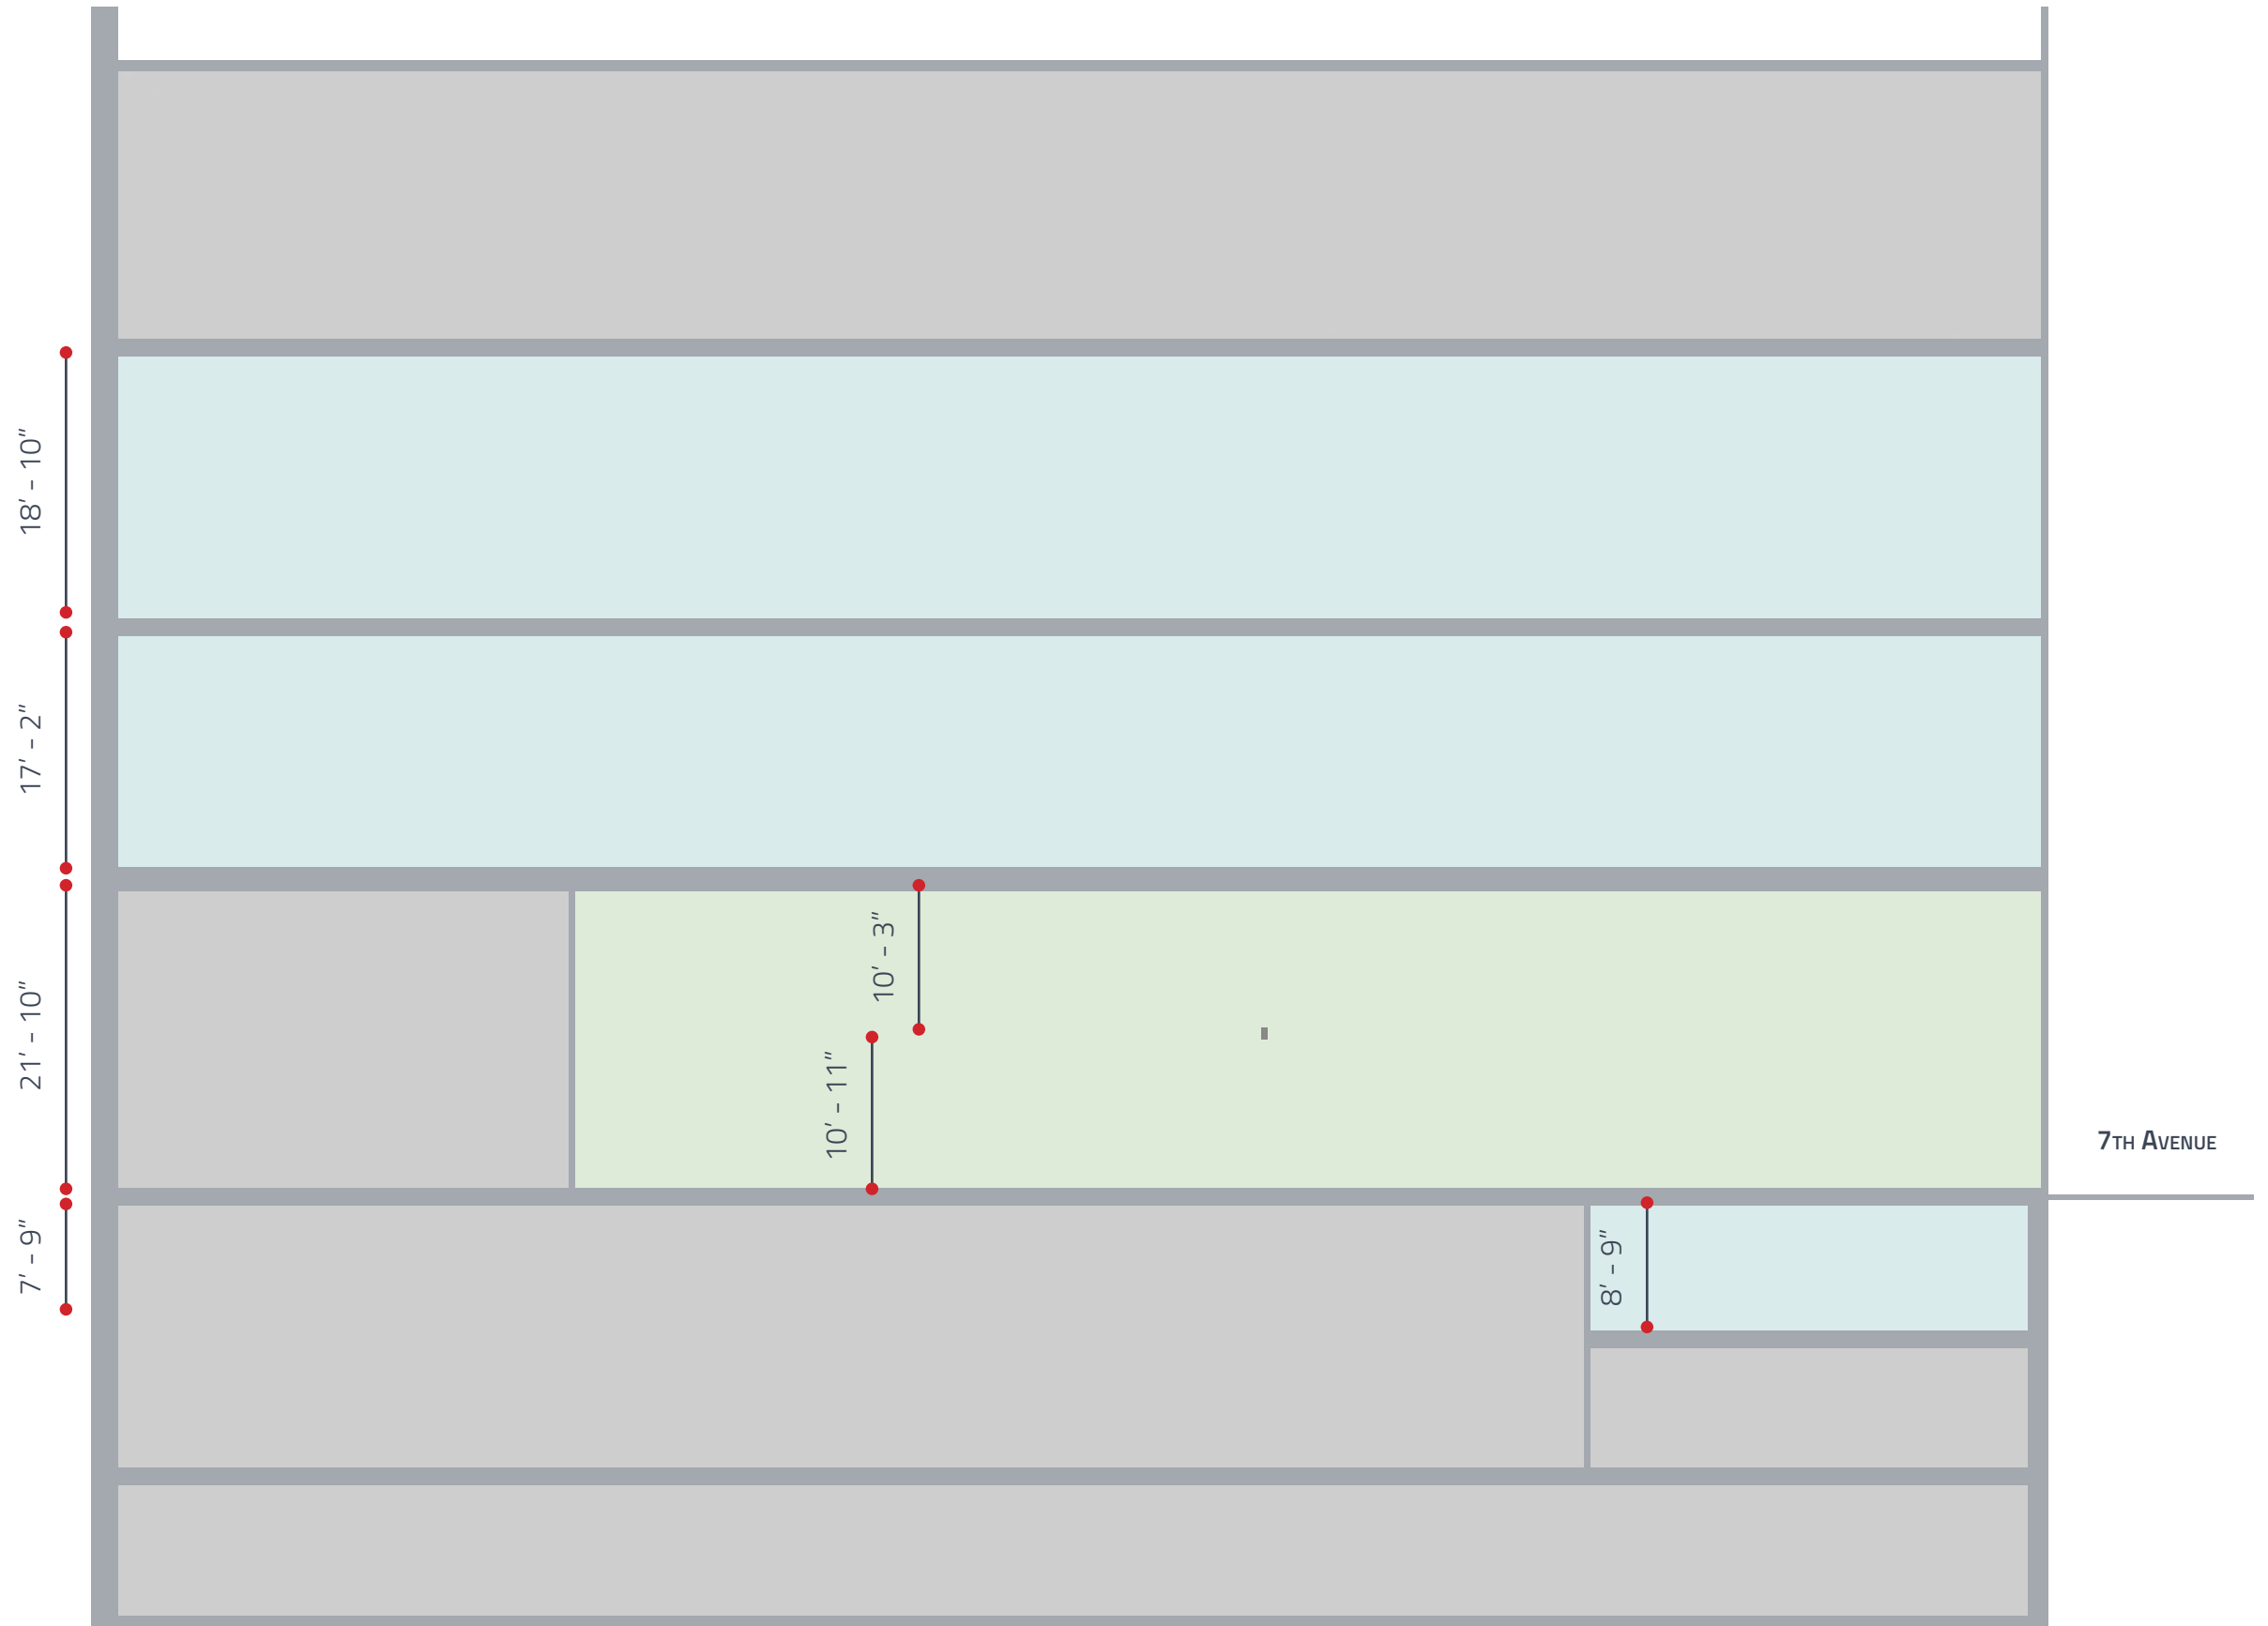 18′ - 10″
17′ - 2″
10′ - 3″
21′ - 10″
10′ - 11″
7TH AVENUE
7′ - 9″
8′ - 9″